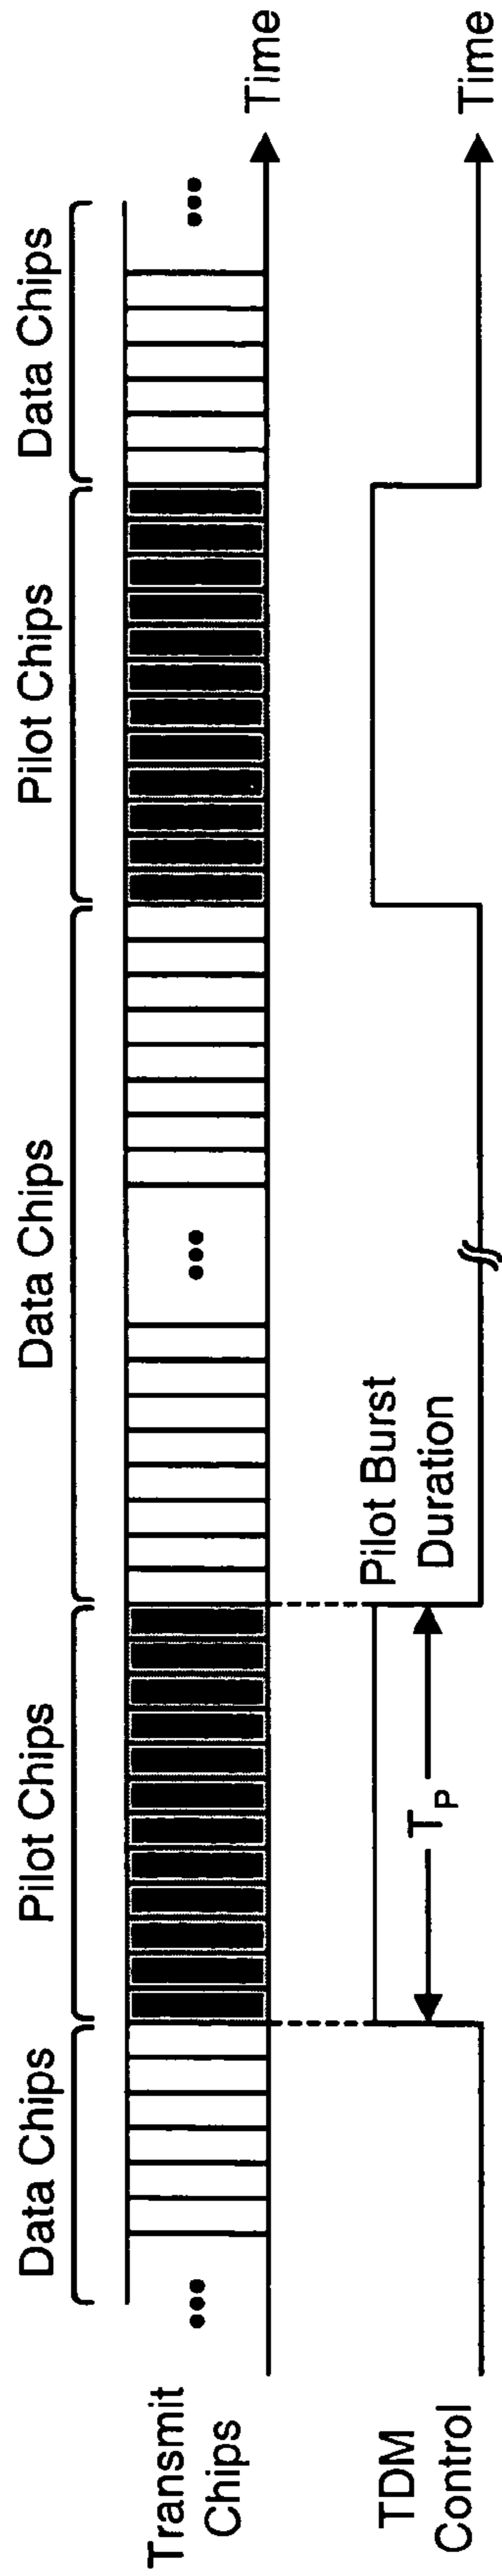 Data Chips
Pilot Chips
Data Chips
Pilot Chips
Data Chips
Transmit
Chips
•••
•••
•••
Time
TDM
Control
T_P
Pilot Burst
Duration
Time